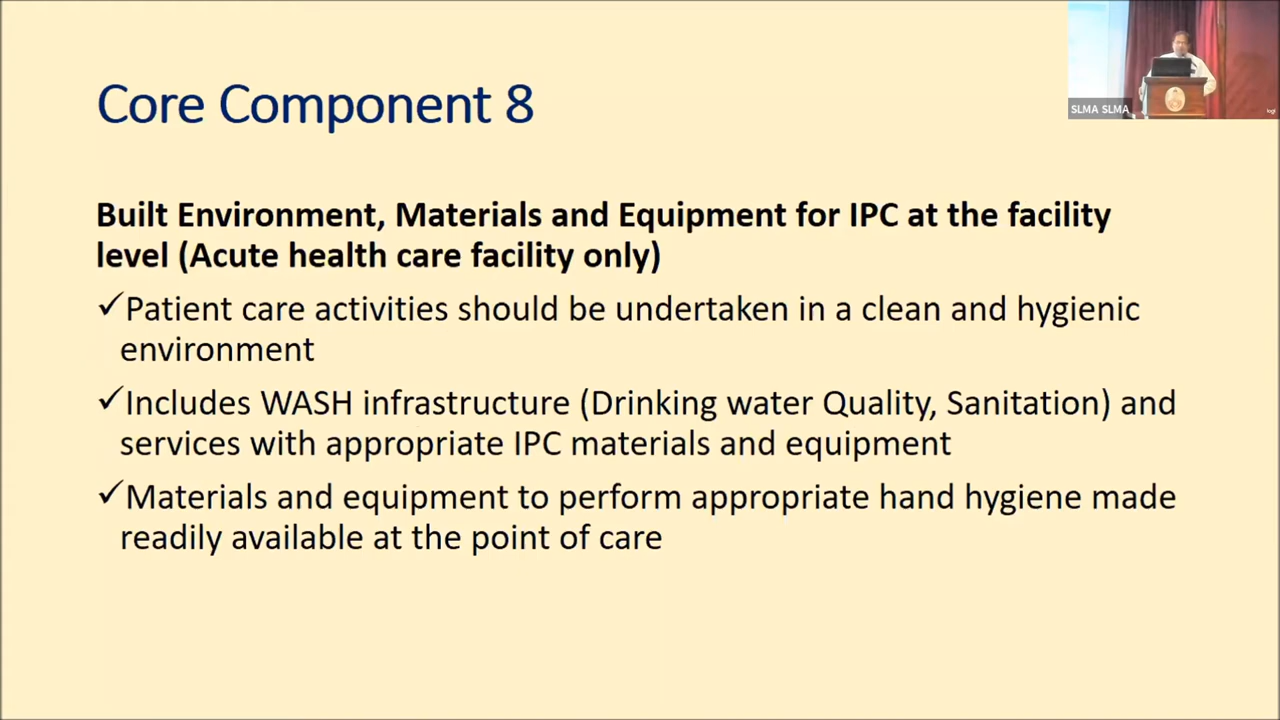 Core Component 8
SLMA SLMA
logi
Built Environment, Materials and Equipment for IPC at the facility
level (Acute health care facility only)
✓Patient care activities should be undertaken in a clean and hygienic
environment
✓Includes WASH infrastructure (Drinking water Quality, Sanitation) and
services with appropriate IPC materials and equipment
✓Materials and equipment to perform appropriate hand hygiene made
readily available at the point of care